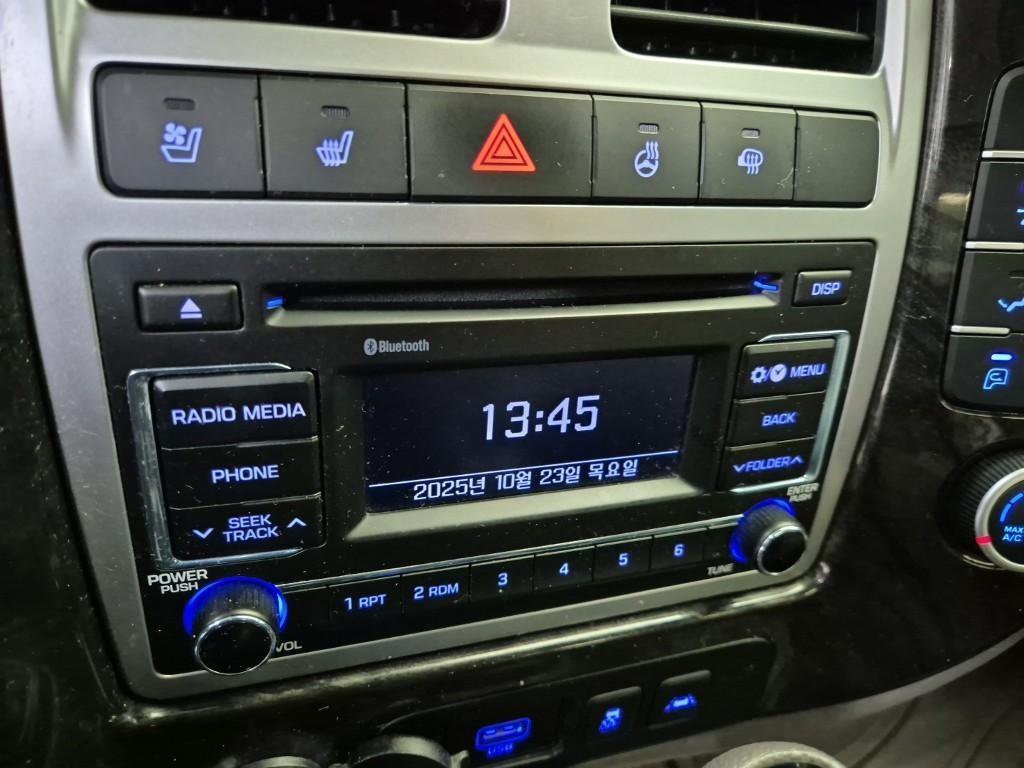 DISP
Bluetooth
RADIO MEDIA
PHONE
SEEK
TRACK
13:45
2025년 10월 23일 목요일
MENU
BACK
FOLDER
ENTER
PUSH
POWER
PUSH
VOL
1 RPT
2 RDM
3
4
5
6
TUNE
MAX
A/C
USB